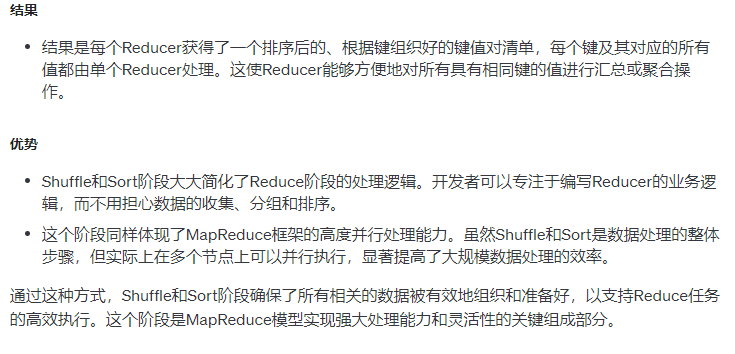 结果
• 结果是每个Reducer获得了一个排序后的、根据键组织好的键值对清单，每个键及其对应的所有
值都由单个Reducer处理。这使Reducer能够方便地对所有具有相同键的值进行汇总或聚合操
作。
优势
• Shuffle和Sort阶段大大简化了Reduce阶段的处理逻辑。开发者可以专注于编写Reducer的业务逻
辑，而不用担心数据的收集、分组和排序。
• 这个阶段同样体现了MapReduce框架的高度并行处理能力。虽然Shuffle和Sort是数据处理的整体
步骤，但实际上在多个节点上可以并行执行，显著提高了大规模数据处理的效率。
通过这种方式，Shuffle和Sort阶段确保了所有相关的数据被有效地组织和准备好，以支持Reduce任务
的高效执行。这个阶段是MapReduce模型实现强大处理能力和灵活性的关键组成部分。